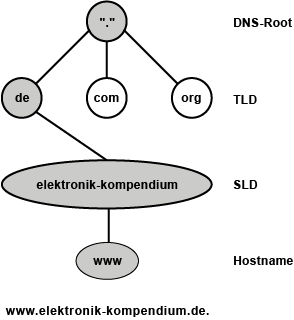 "." DNS-Root
de com org TLD
elektronik-kompendium SLD
www Hostname
www.elektronik-kompendium.de.